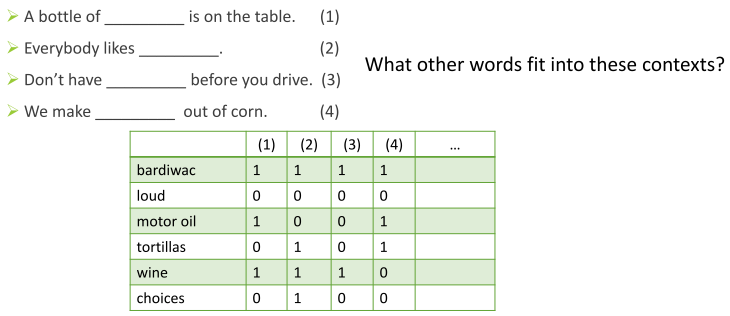 A bottle of _________ is on the table. (1)
Everybody likes _________. (2)
Don't have _________ before you drive. (3)
We make _________ out of corn. (4)
What other words fit into these contexts?
(1) (2) (3) (4) ...
bardiwac 1 1 1 1
loud 0 0 0 0
motor oil 1 0 0 1
tortillas 0 1 0 1
wine 1 1 1 0
choices 0 1 0 0